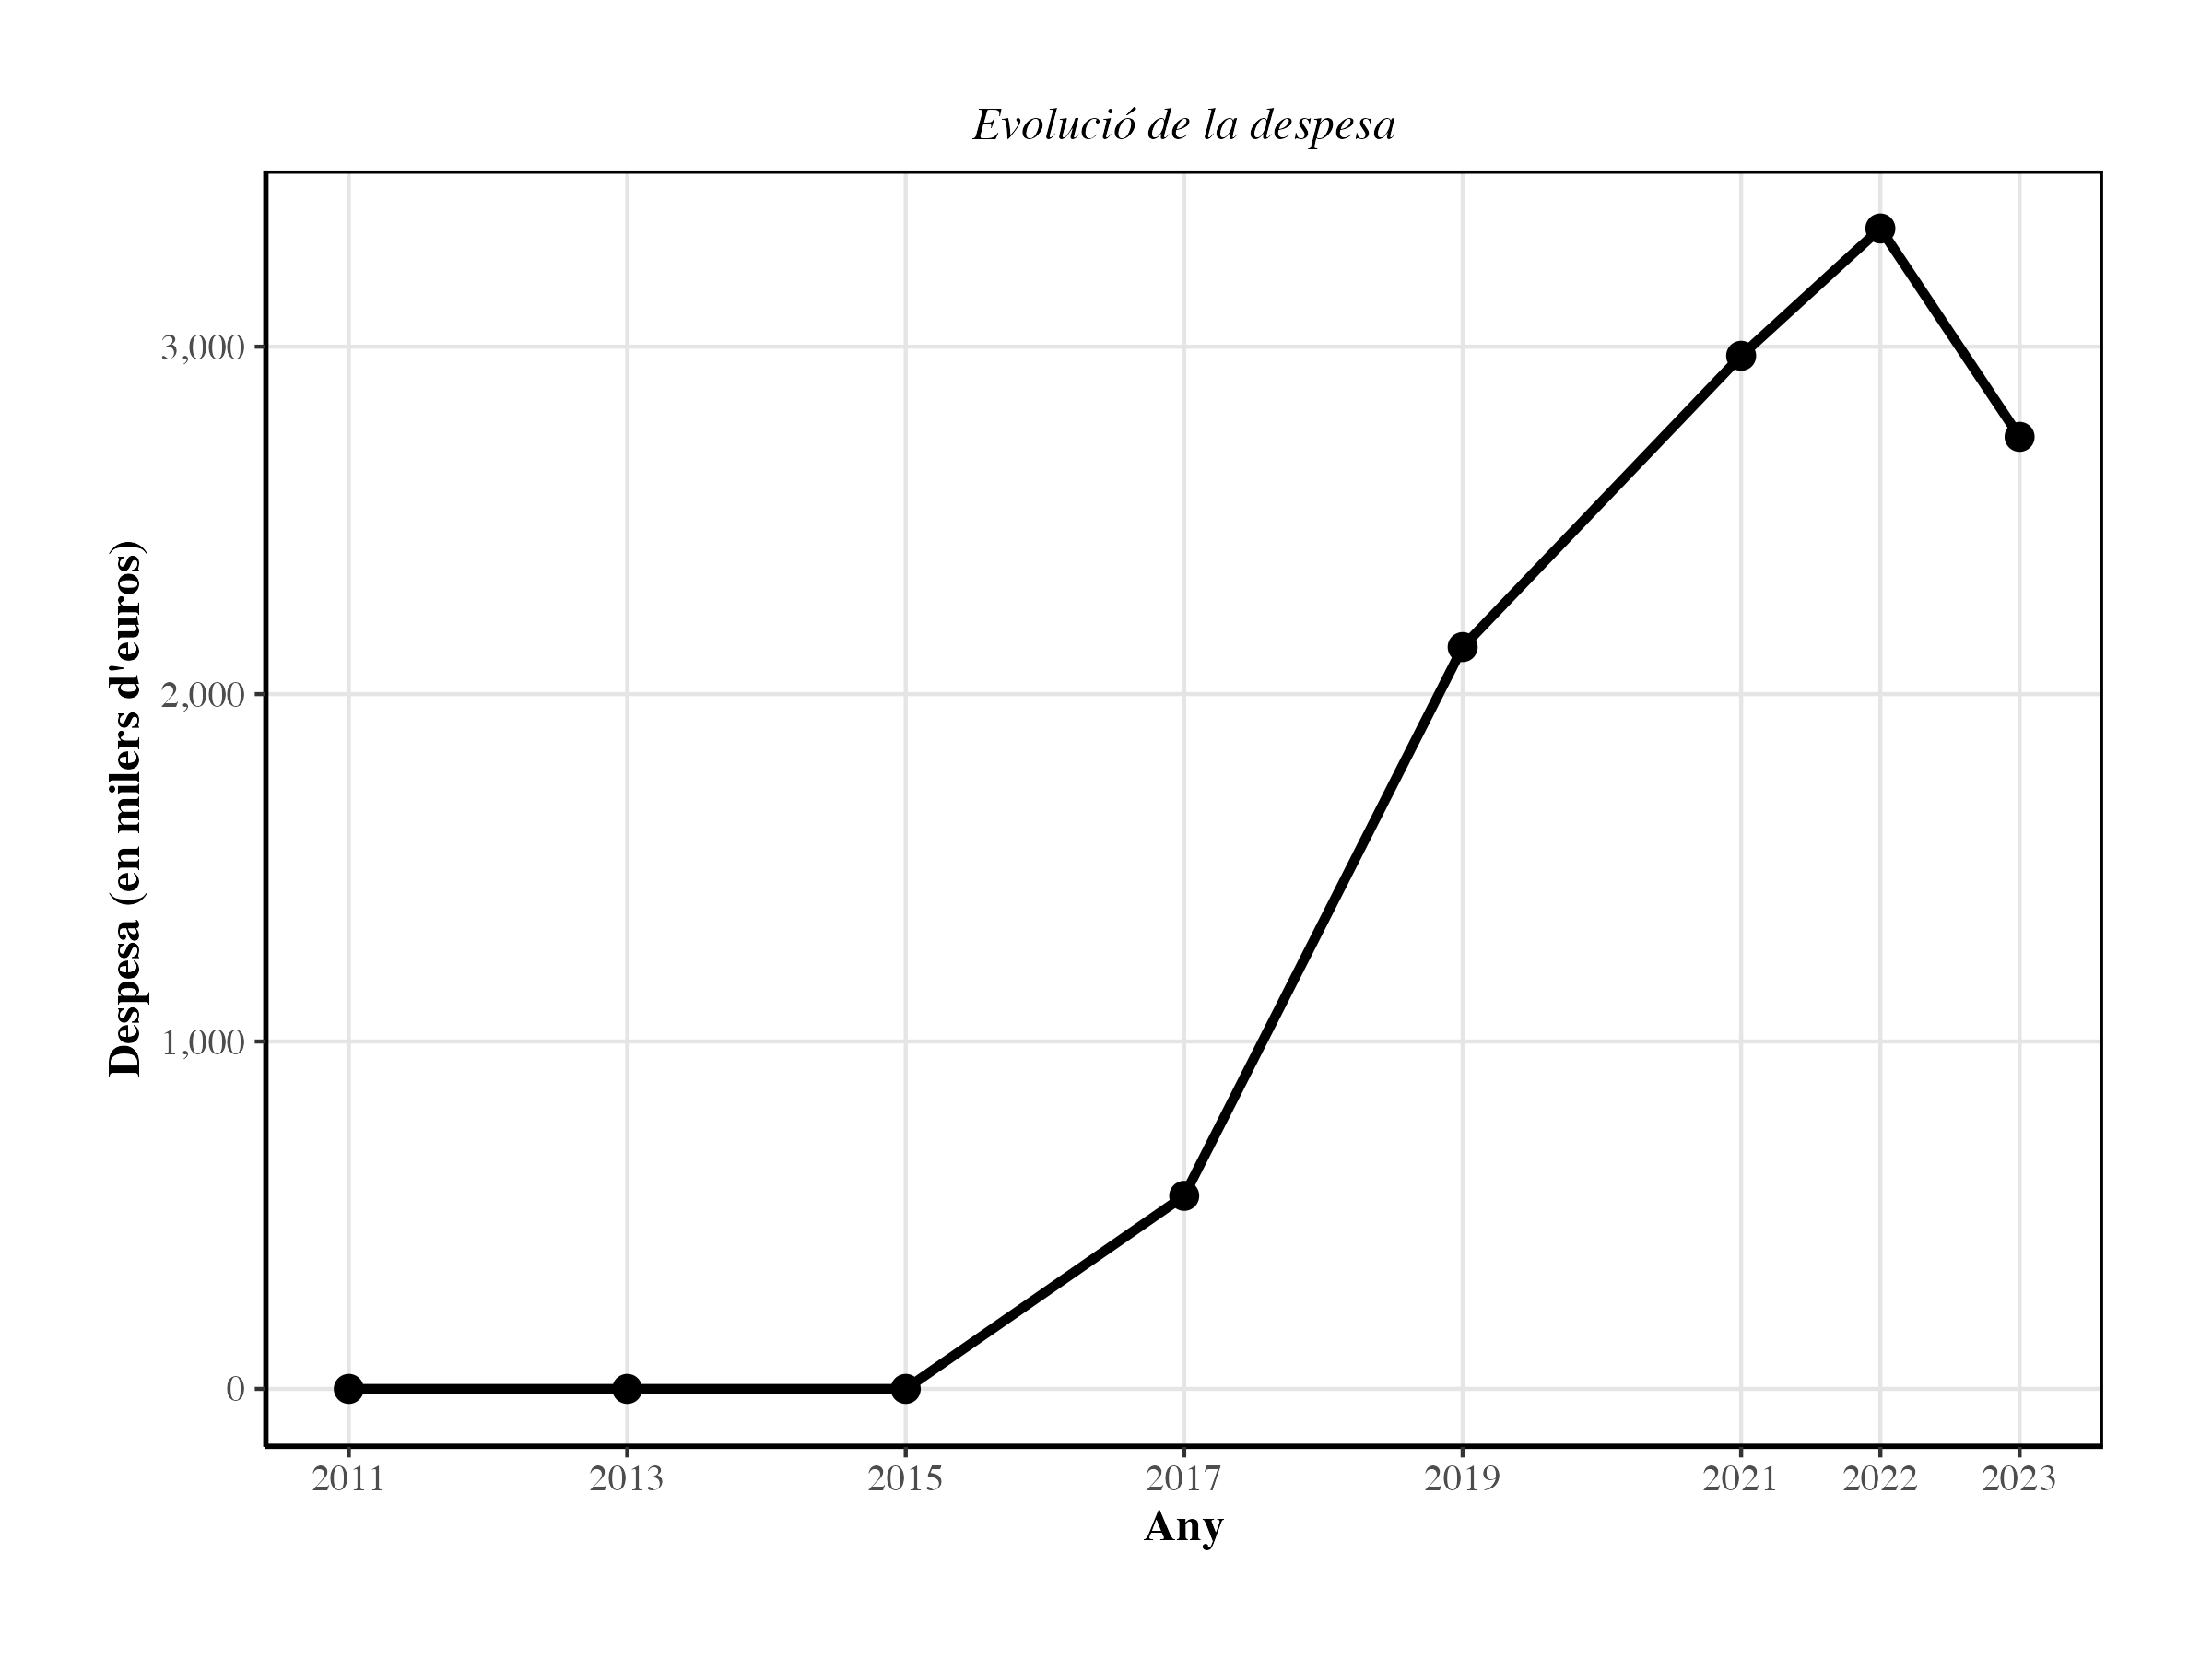 Evolució de la despesa
Despesa (en milers d'euros)
3,000
2,000
1,000
0
2011 2013 2015 2017 2019 2021 2022 2023
Any